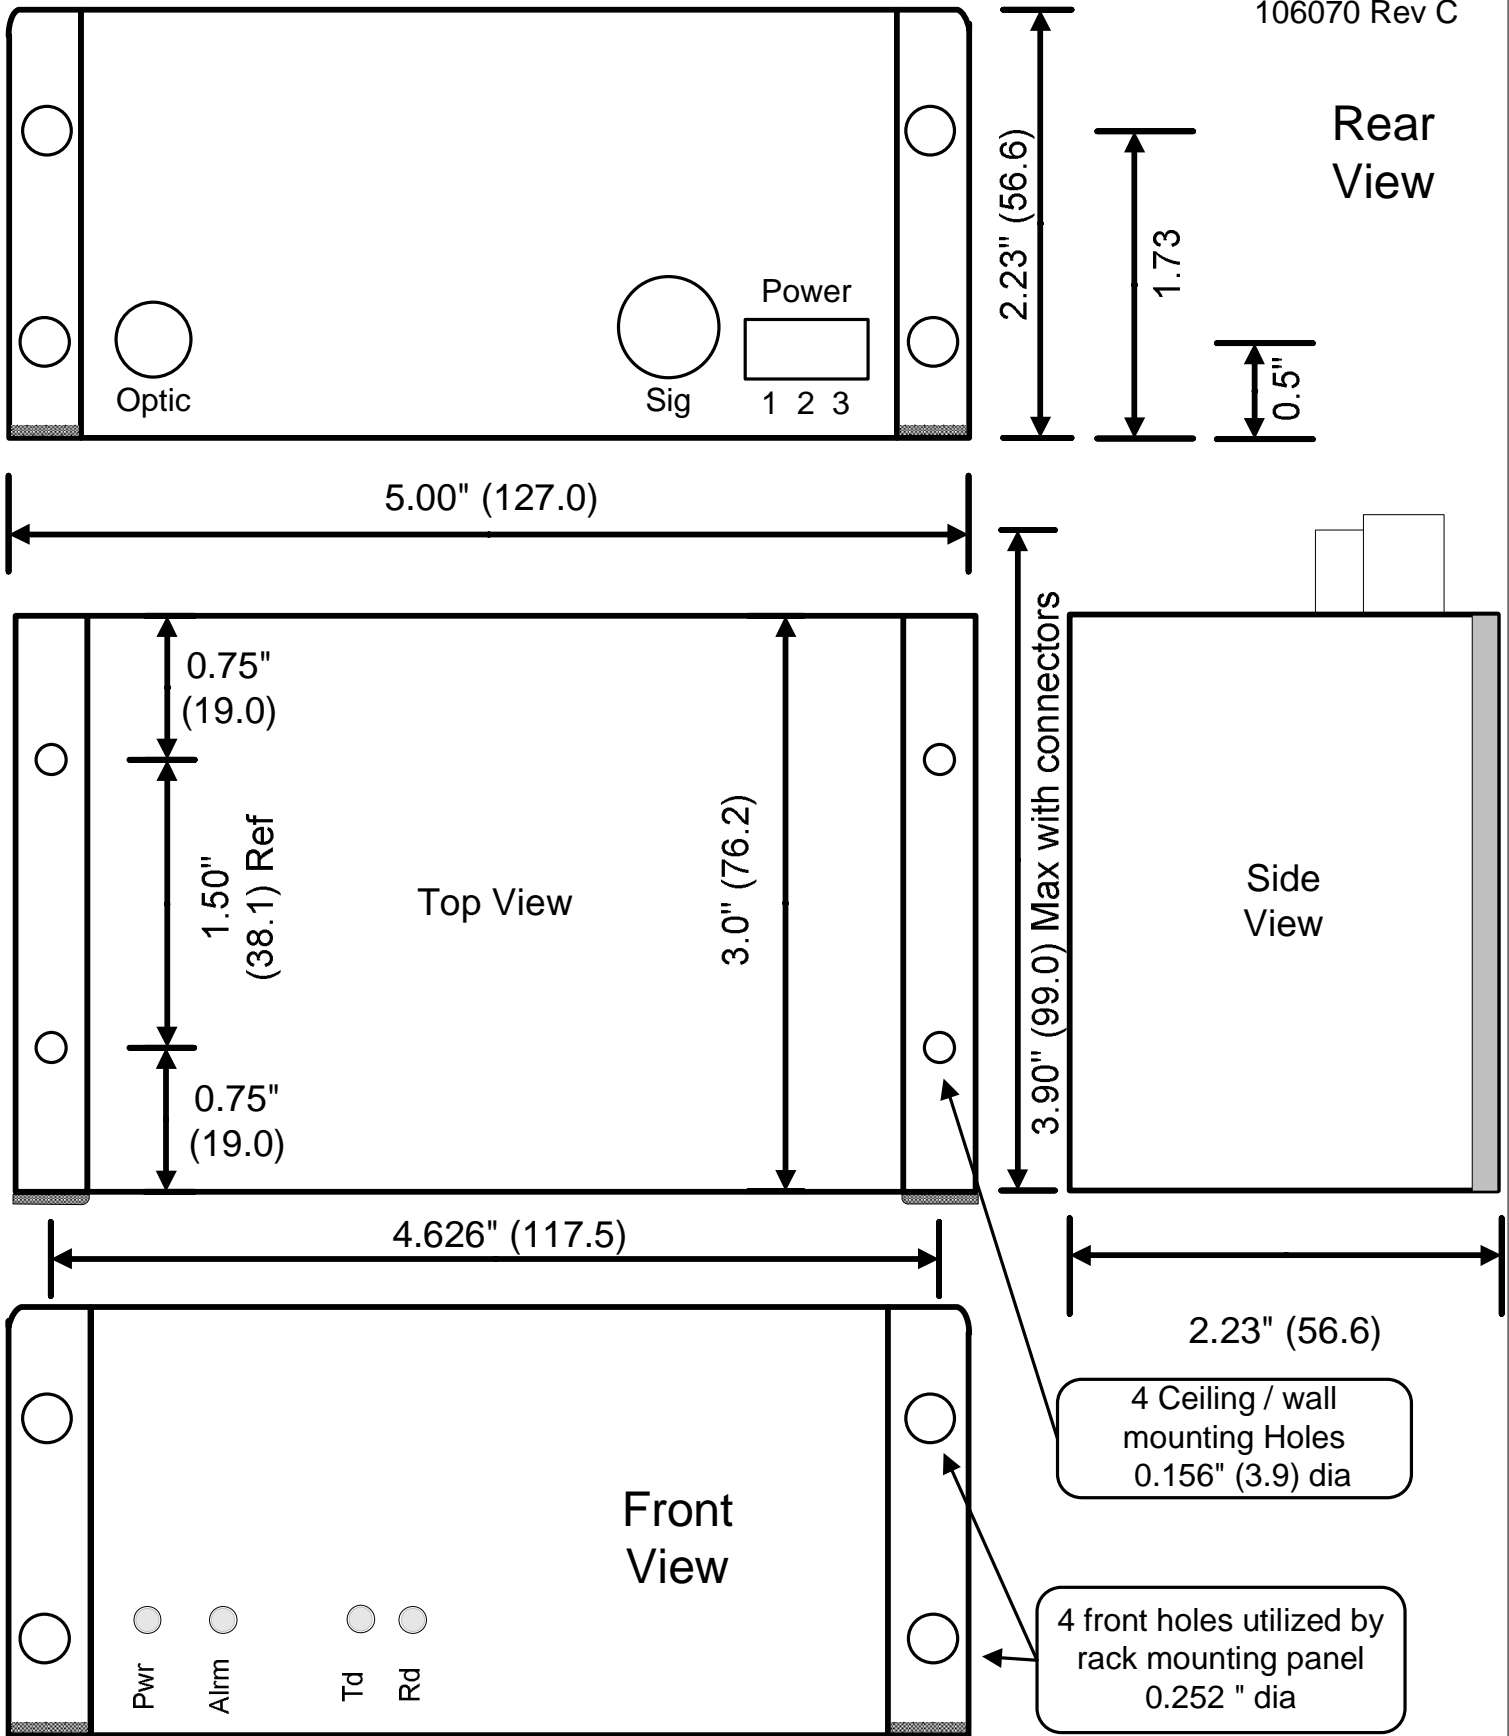 106070 Rev C
Rear
View
2.23" (56.6)
1.73
0.5"
Power
Optic
Sig
1 2 3
5.00" (127.0)
0.75"
(19.0)
1.50"
(38.1) Ref
0.75"
(19.0)
Top View
3.0" (76.2)
3.90" (99.0) Max with connectors
Side
View
4.626" (117.5)
2.23" (56.6)
4 Ceiling / wall
mounting Holes
0.156" (3.9) dia
Front
View
Pwr
Alrm
Td
Rd
4 front holes utilized by
rack mounting panel
0.252 " dia